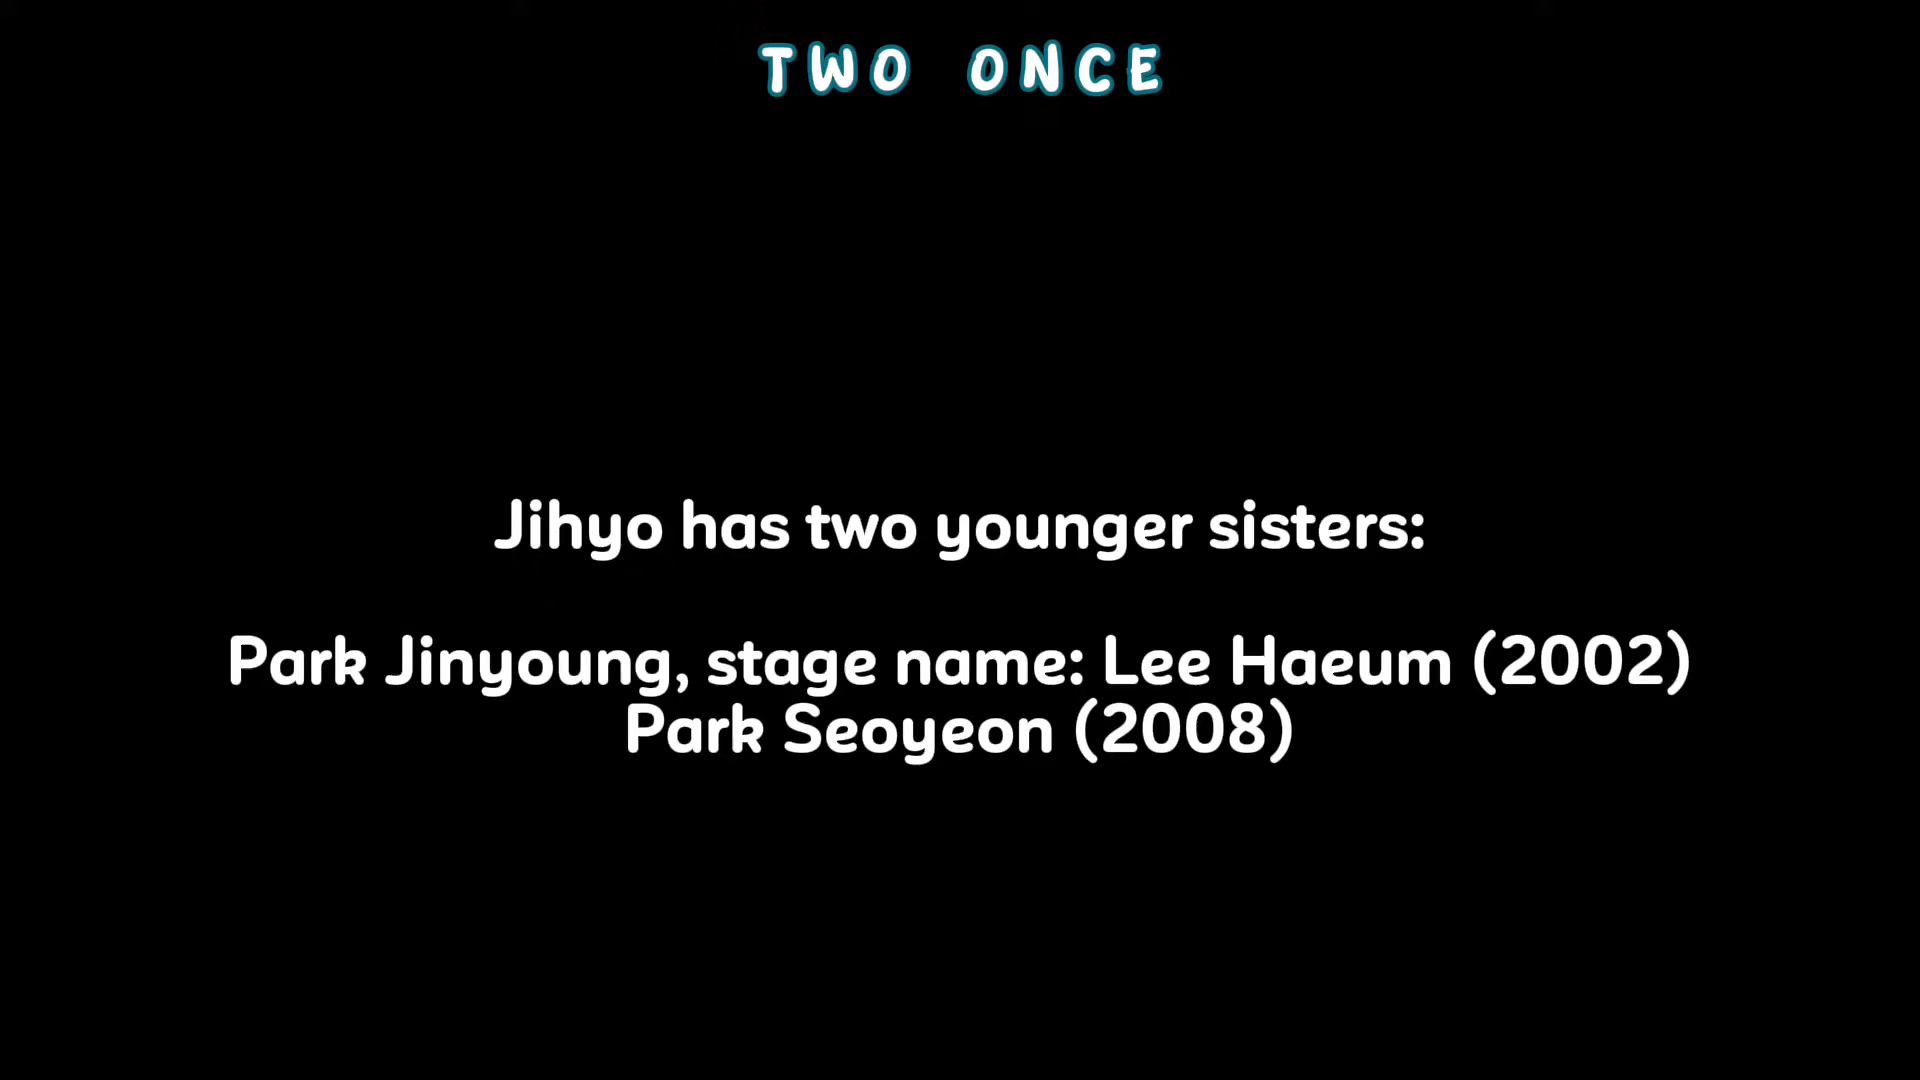 TWO ONCE
Jihyo has two younger sisters:
Park Jinyoung, stage name: Lee Haeum (2002)
Park Seoyeon (2008)